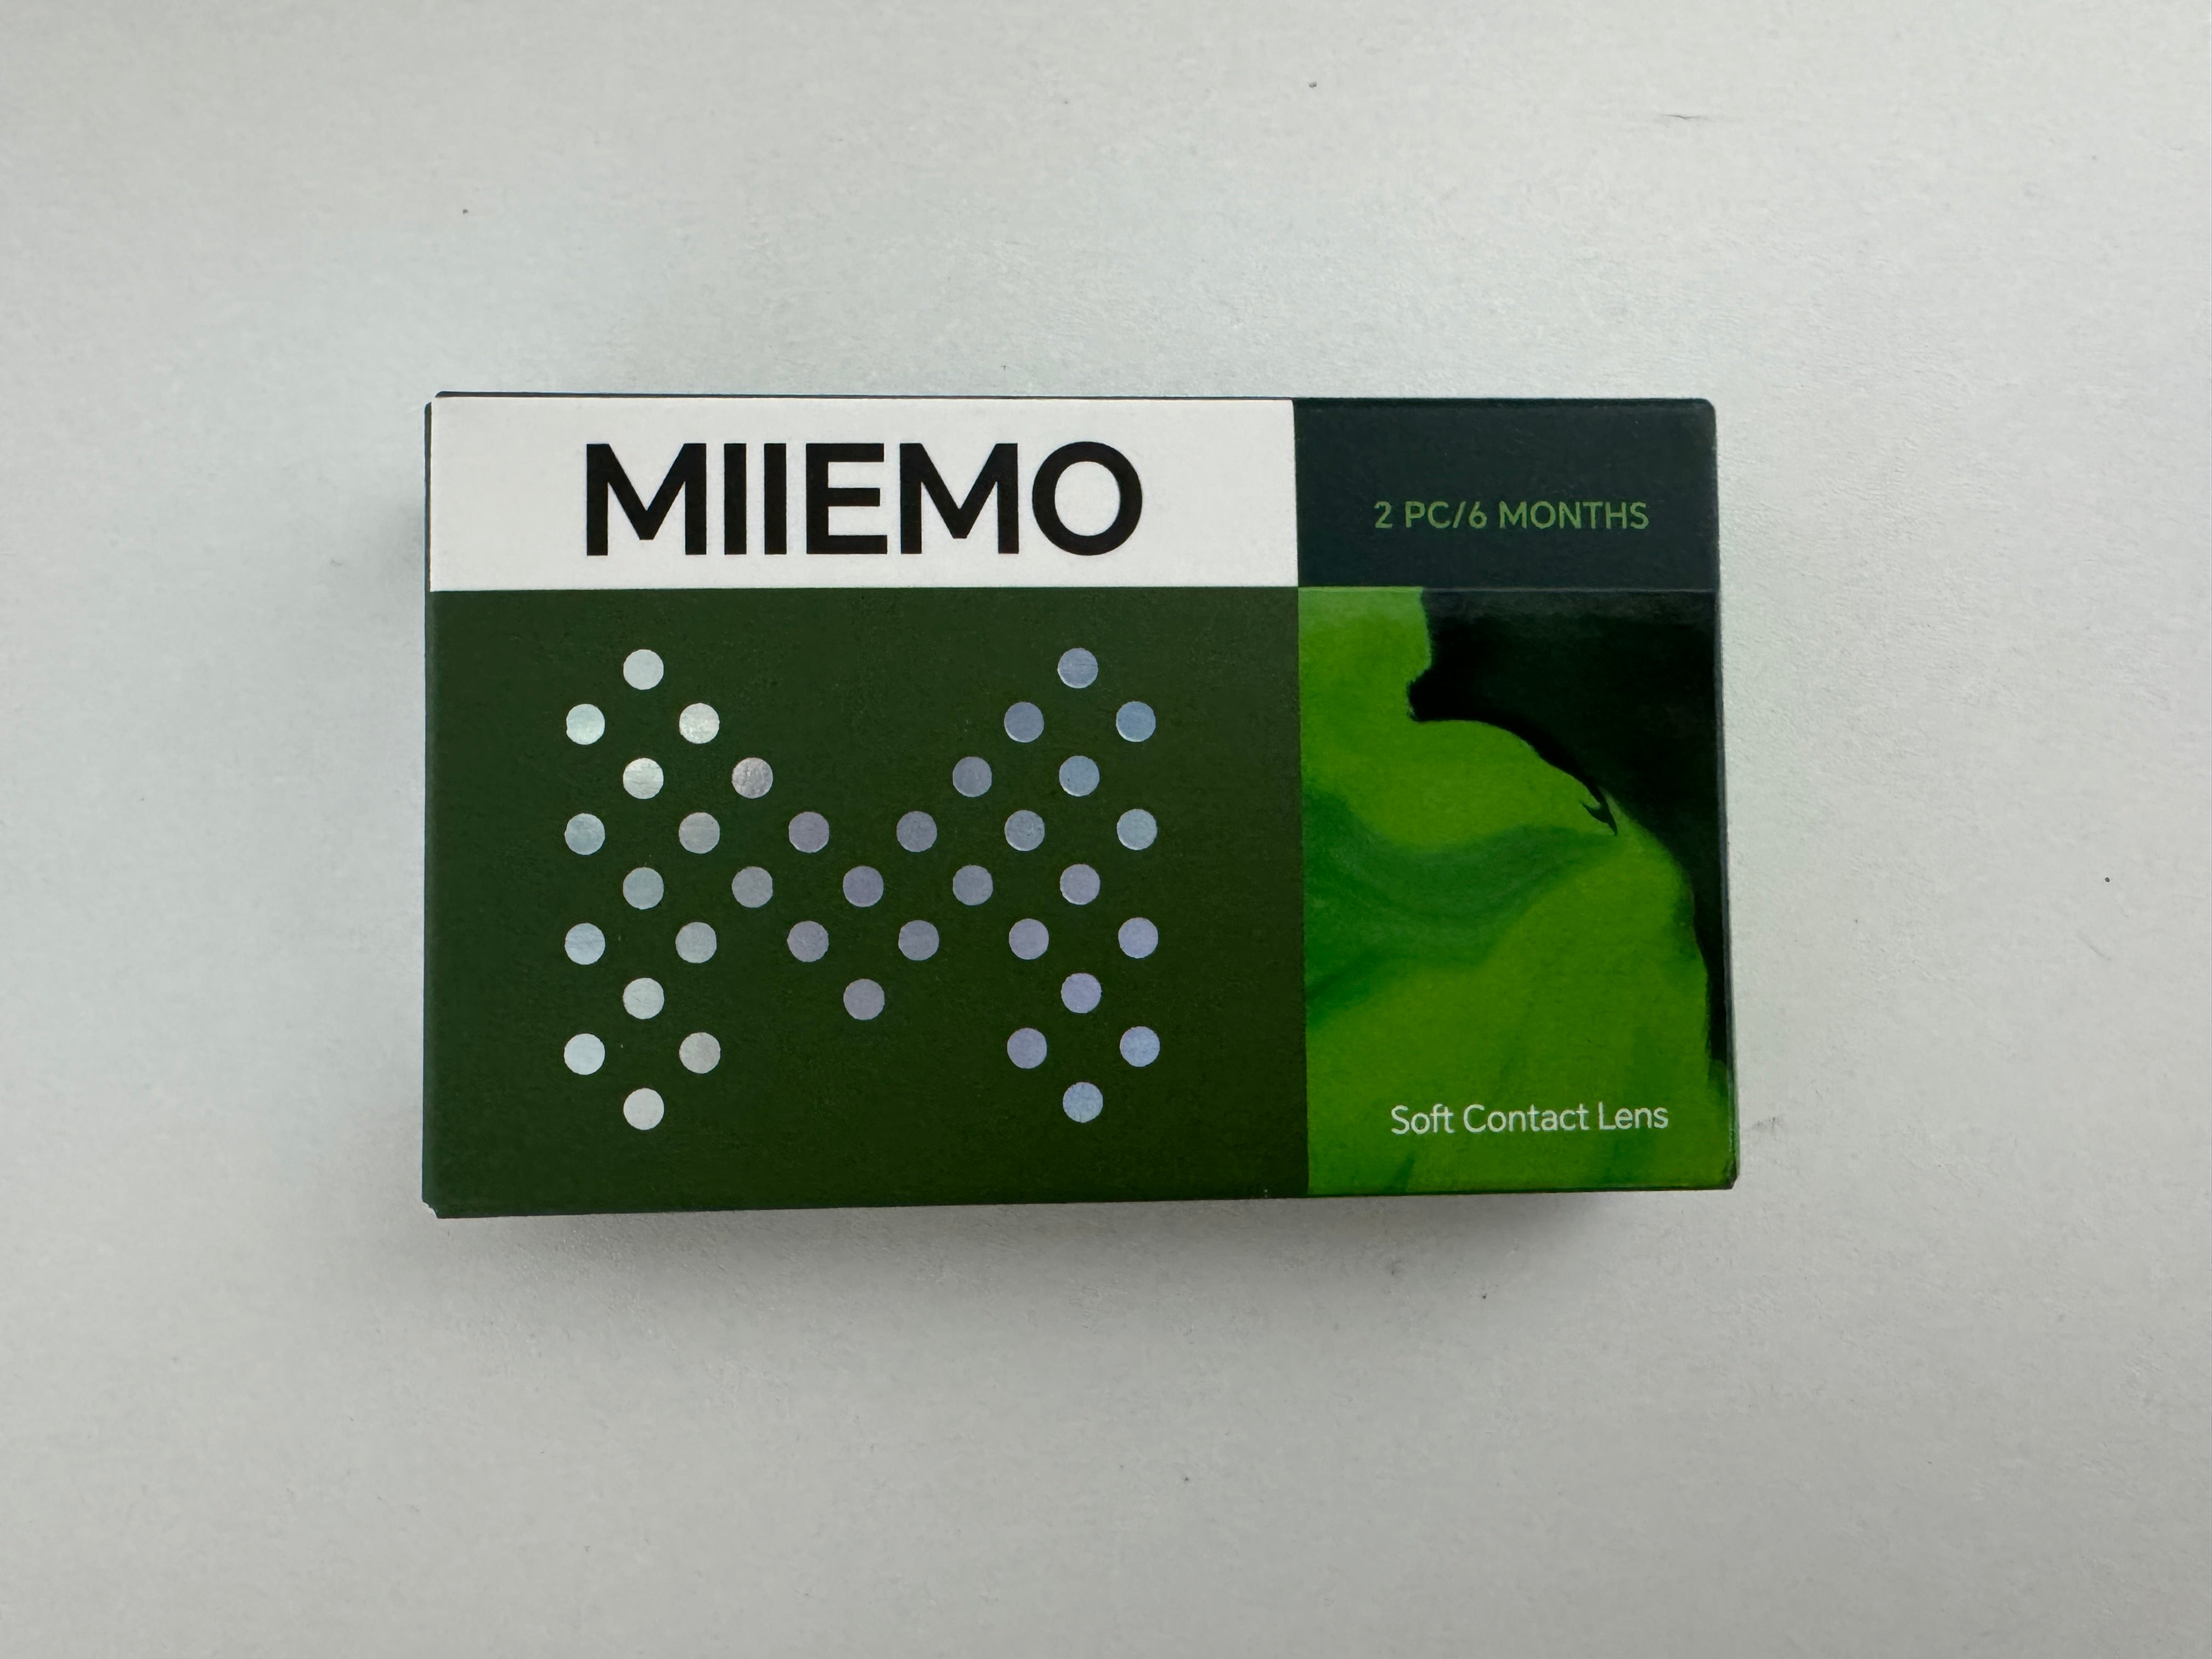 MIIEMO
2 PC/6 MONTHS
Soft Contact Lens